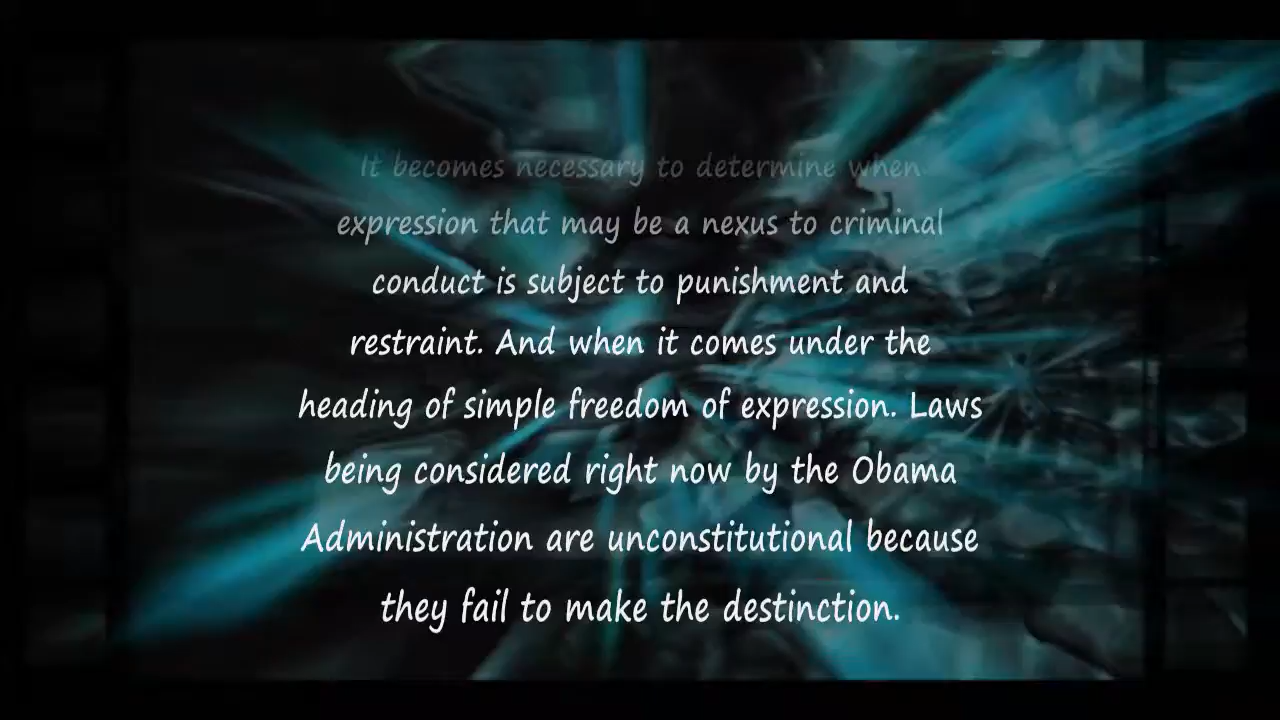 It becomes necessary to determine when
expression that may be a nexus to criminal
conduct is subject to punishment and
restraint. And when it comes under the
heading of simple freedom of expression. Laws
being considered right now by the Obama
Administration are unconstitutional because
they fail to make the destinction.